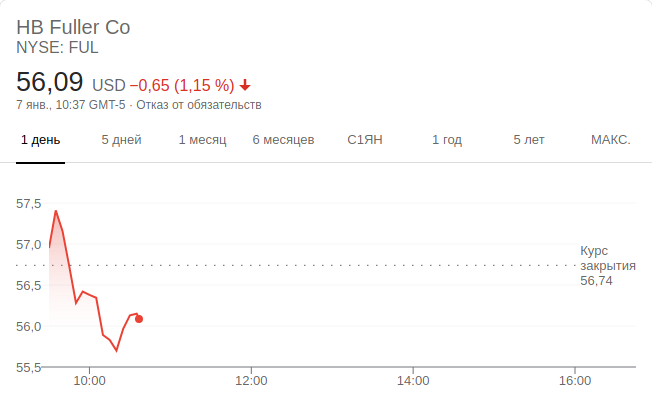 HB Fuller Co
NYSE: FUL
56,09 USD −0,65 (1,15 %)
7 янв., 10:37 GMT-5 · Отказ от обязательств
1 день 5 дней 1 месяц 6 месяцев С1ЯН 1 год 5 лет МАКС.
57,5
57,0
Курс
закрытия
56,74
56,5
56,0
55,5
10:00 12:00 14:00 16:00